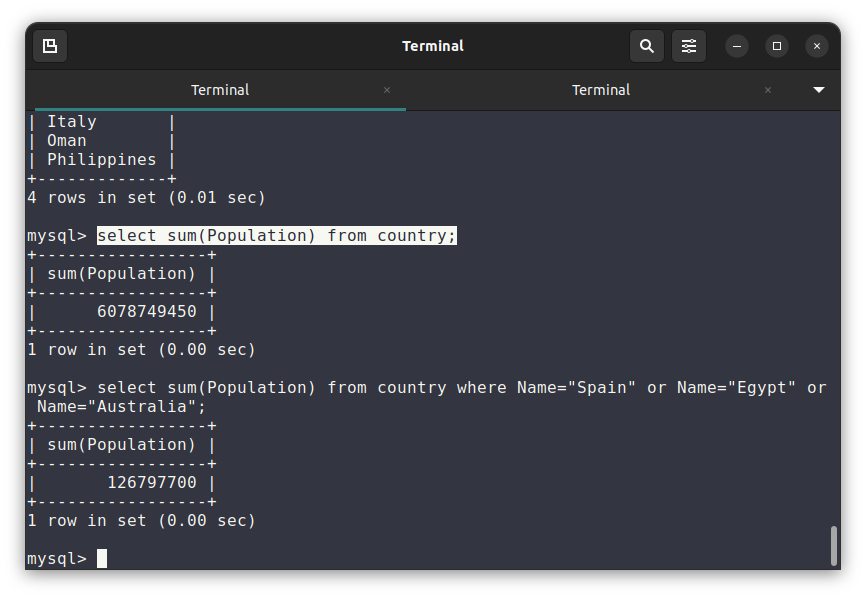 Terminal
Terminal × Terminal ×
| Italy       |
| Oman        |
| Philippines |
+-------------+
4 rows in set (0.01 sec)
mysql> select sum(Population) from country;
+-----------------+
| sum(Population) |
+-----------------+
|      6078749450 |
+-----------------+
1 row in set (0.00 sec)
mysql> select sum(Population) from country where Name="Spain" or Name="Egypt" or
 Name="Australia";
+-----------------+
| sum(Population) |
+-----------------+
|       126797700 |
+-----------------+
1 row in set (0.00 sec)
mysql>